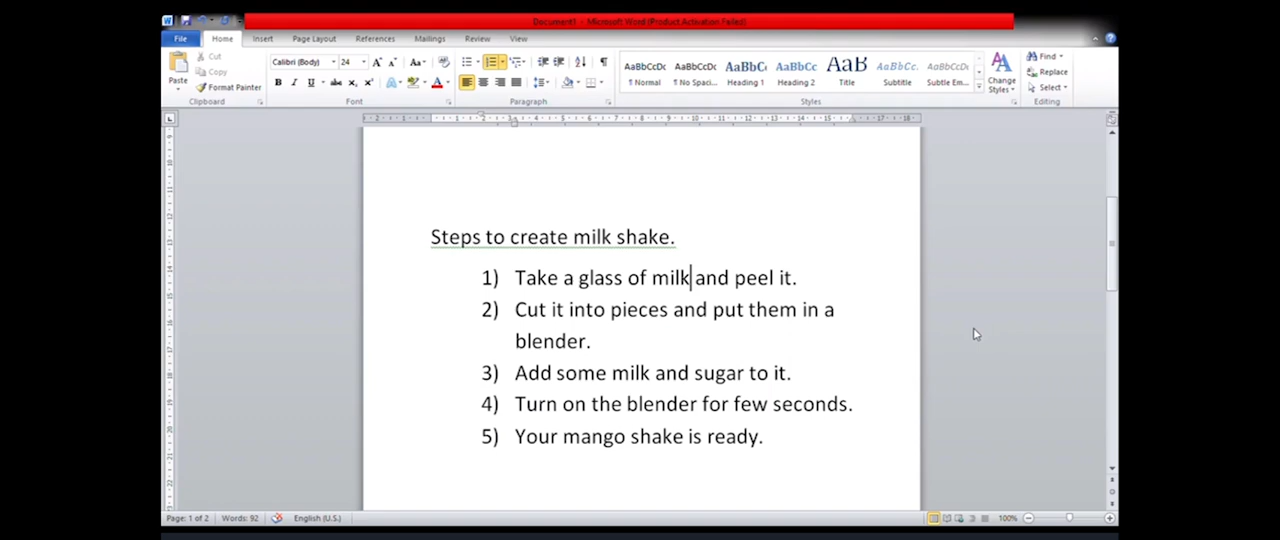 Document1 - Microsoft Word (Product Activation Failed)
File Home Insert Page Layout References Mailings Review View
Cut
Copy
Format Painter
Paste
Calibri (Body) 24
AaBbCcDc AaBbCcDc AaBbC AaBbCc AaB AaBbCc. AaBbCcDc
¶ Normal ¶ No Spaci... Heading 1 Heading 2 Title Subtitle Subtle Em...
Change Styles
Find
Replace
Select
Clipboard Font Paragraph Styles Editing
Steps to create milk shake.
1) Take a glass of milk and peel it.
2) Cut it into pieces and put them in a
blender.
3) Add some milk and sugar to it.
4) Turn on the blender for few seconds.
5) Your mango shake is ready.
Page: 1 of 2 Words: 92 English (U.S.) 100%